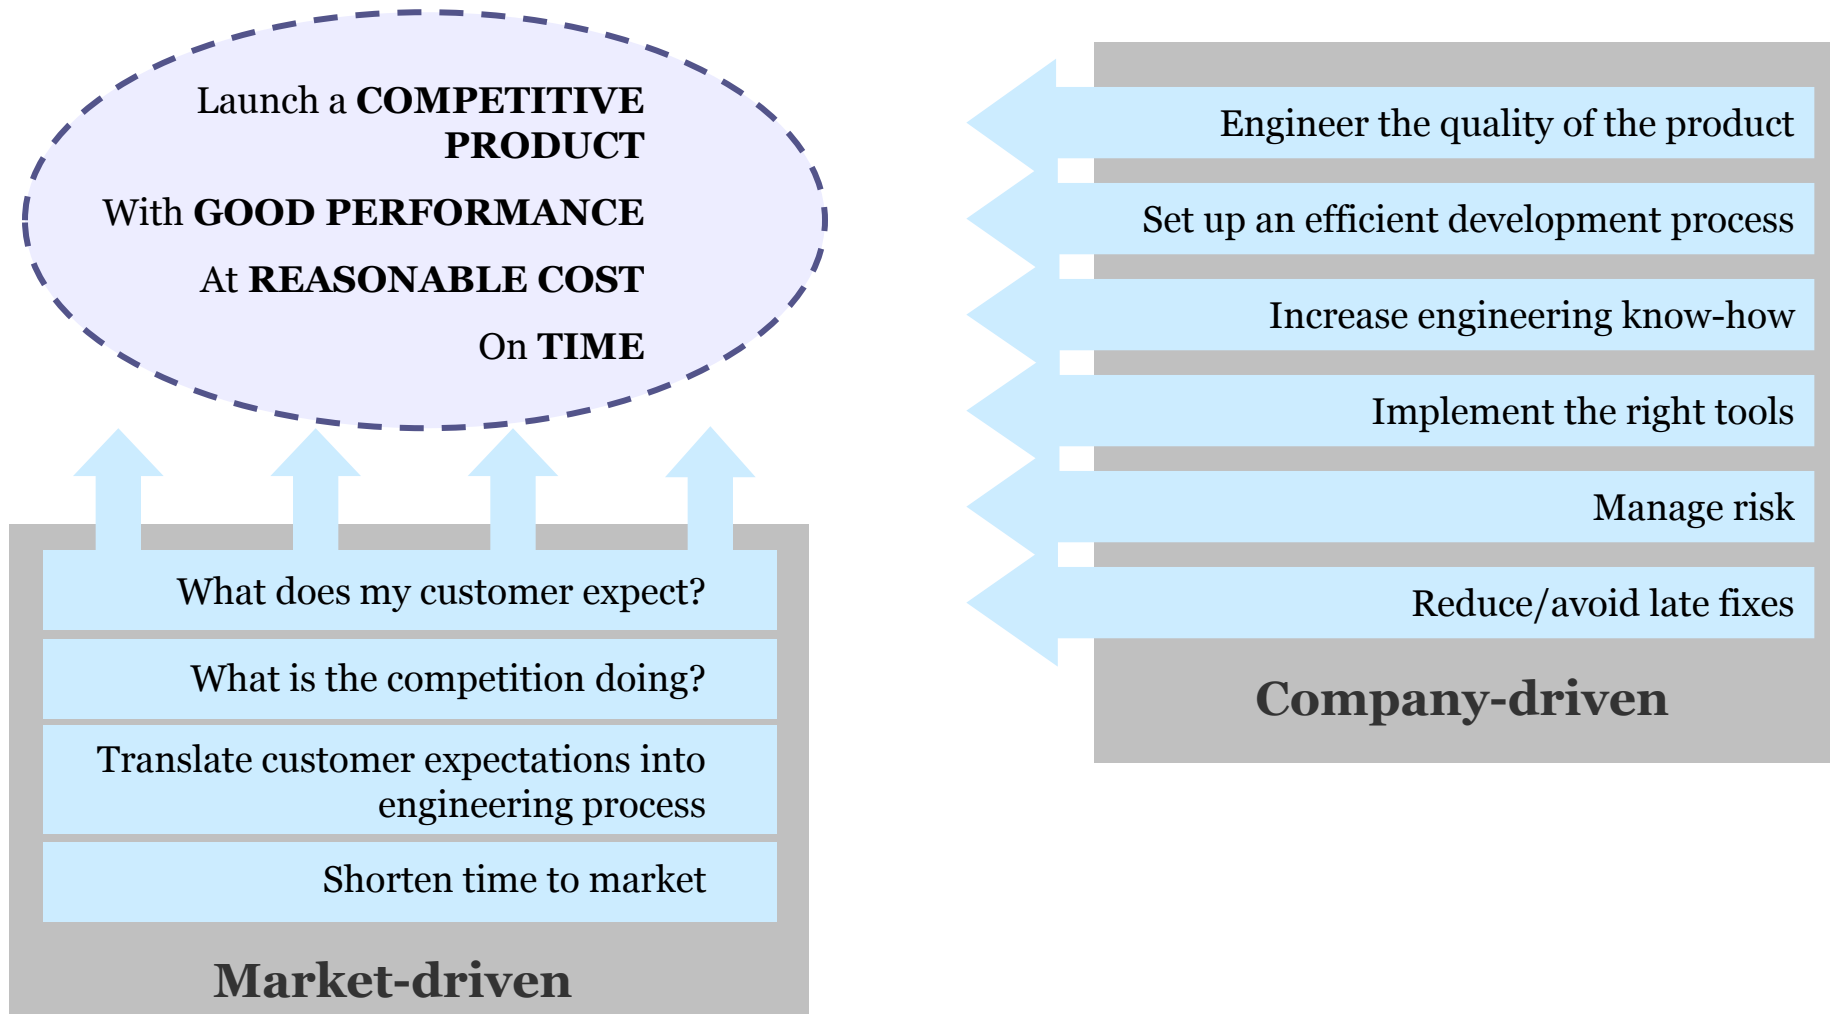 Launch a COMPETITIVE
PRODUCT
With GOOD PERFORMANCE
At REASONABLE COST
On TIME
What does my customer expect?
What is the competition doing?
Translate customer expectations into
engineering process
Shorten time to market
Market-driven
Engineer the quality of the product
Set up an efficient development process
Increase engineering know-how
Implement the right tools
Manage risk
Reduce/avoid late fixes
Company-driven